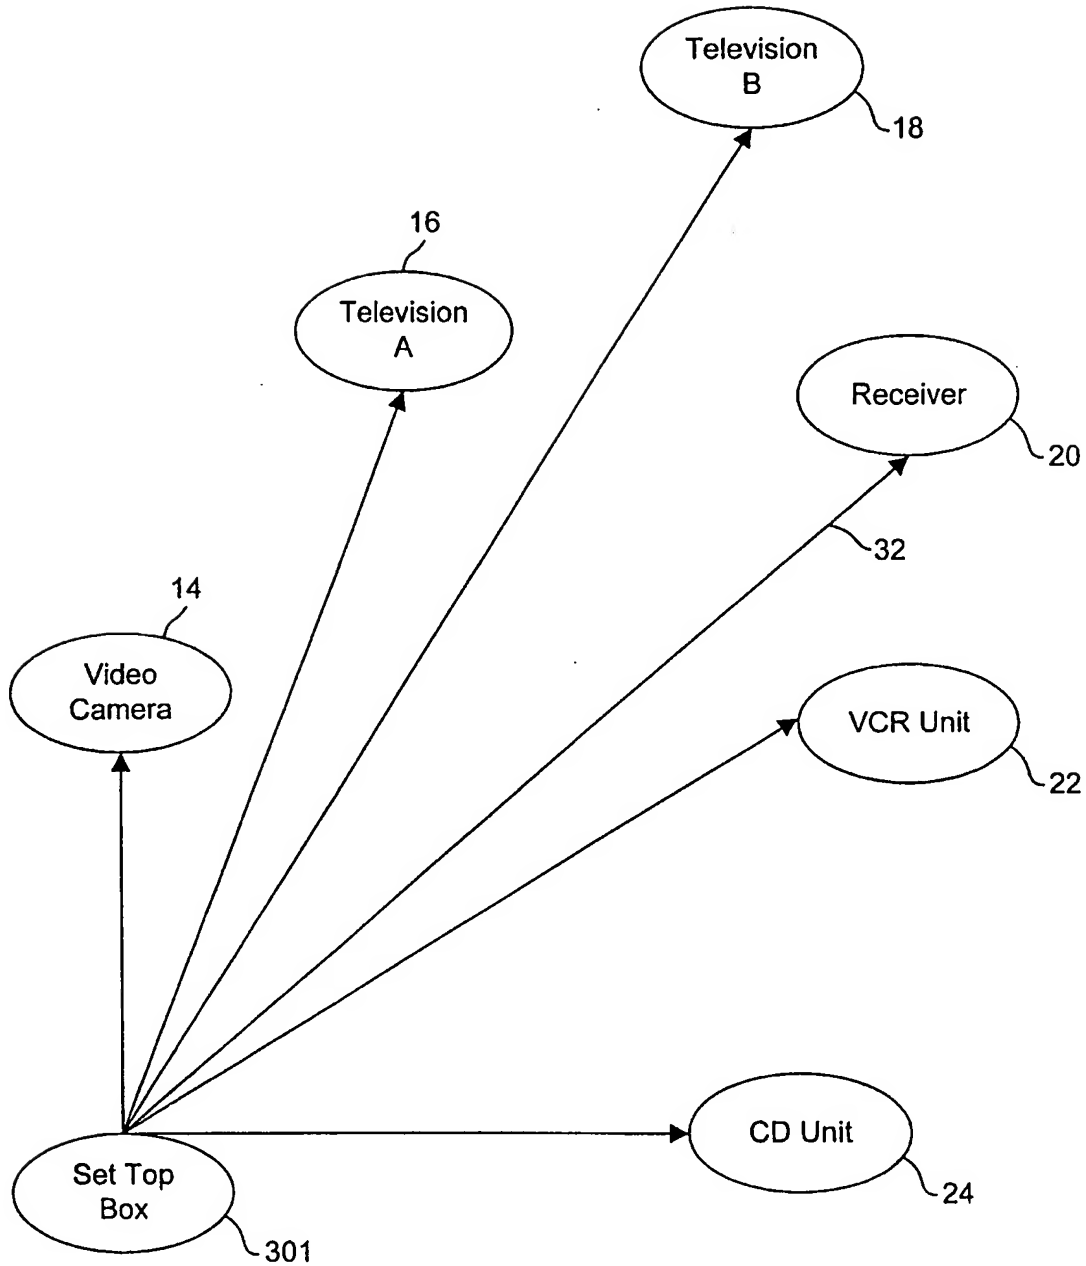 Television
B
18
16
Television
A
Receiver
20
32
14
Video
Camera
VCR Unit
22
CD Unit
24
Set Top
Box
301